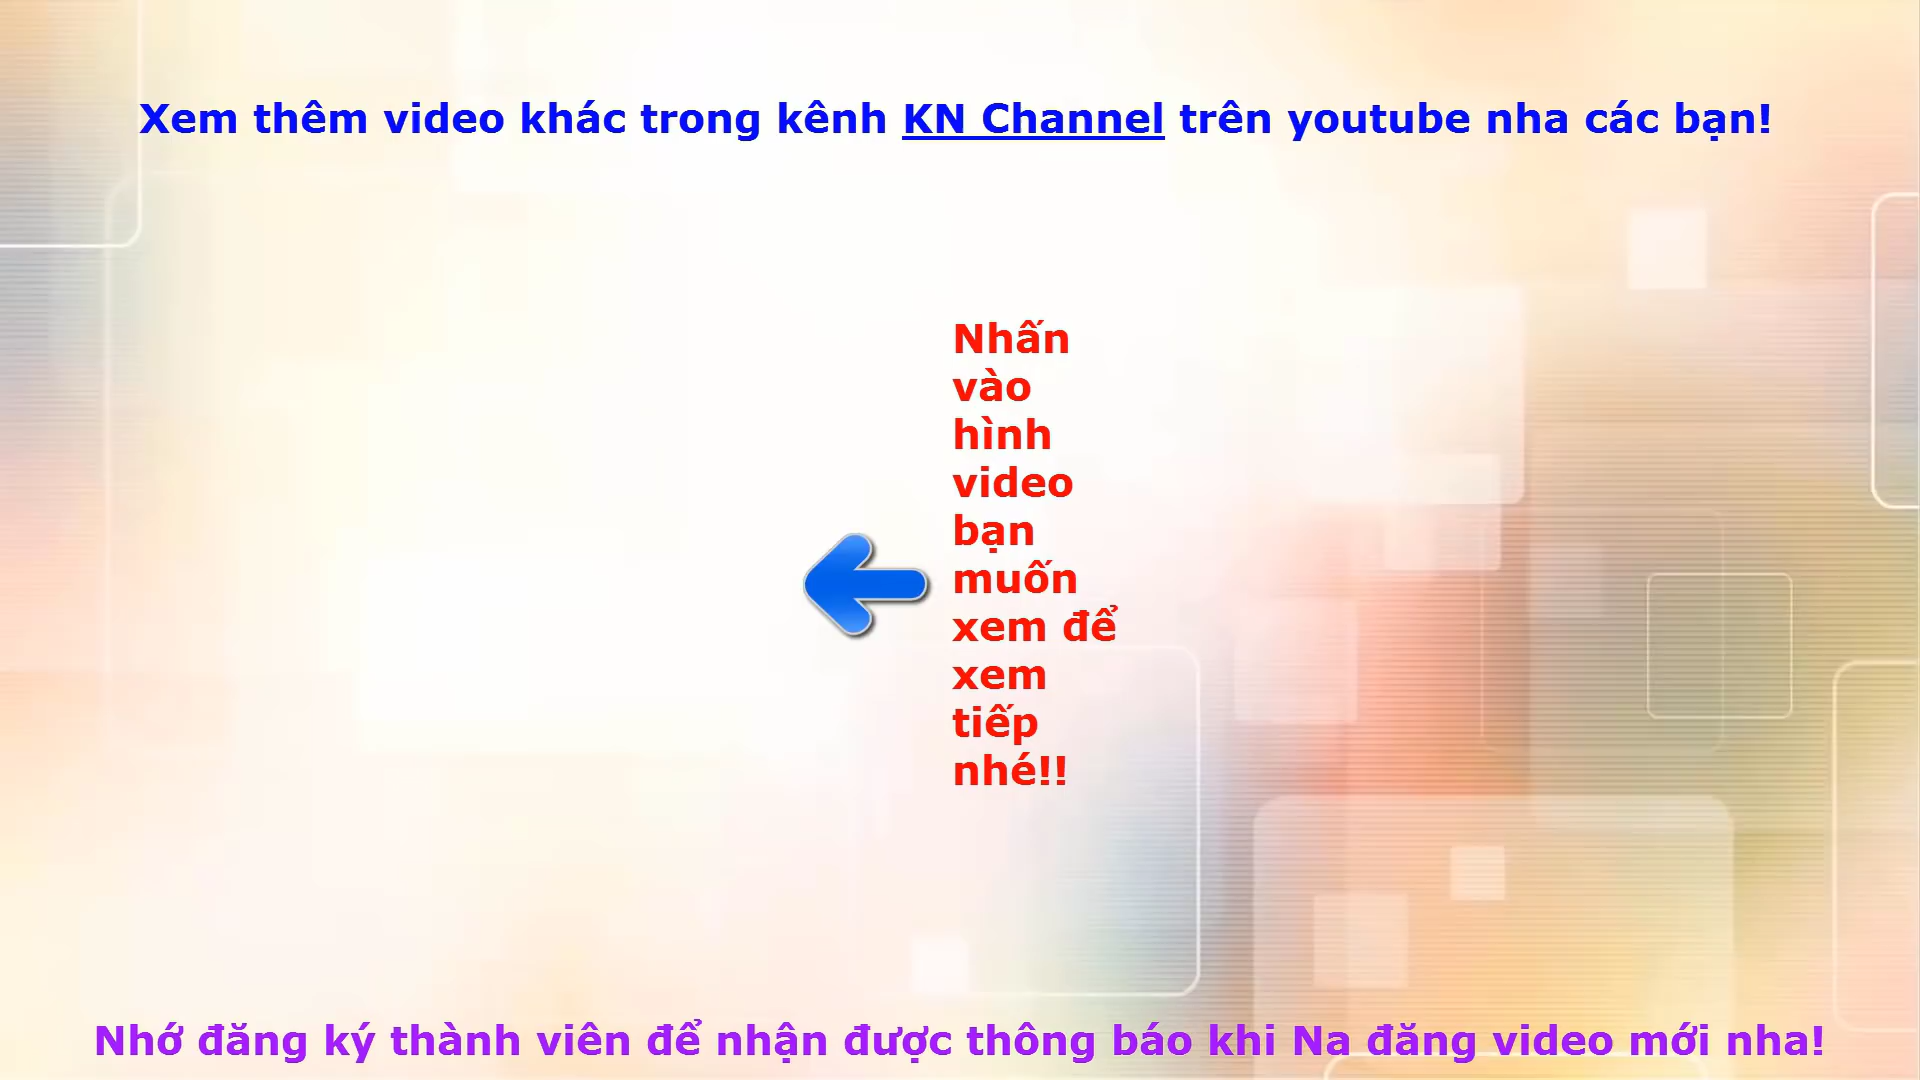 Xem thêm video khác trong kênh KN Channel trên youtube nha các bạn!
Nhấn
vào
hình
video
bạn
muốn
xem để
xem
tiếp
nhé!!
Nhớ đăng ký thành viên để nhận được thông báo khi Na đăng video mới nha!